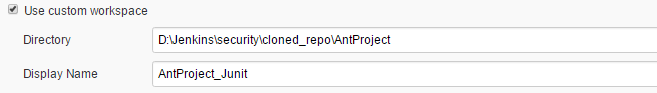 Use custom workspace
Directory D:\Jenkins\security\cloned_repo\AntProject
Display Name AntProject_Junit